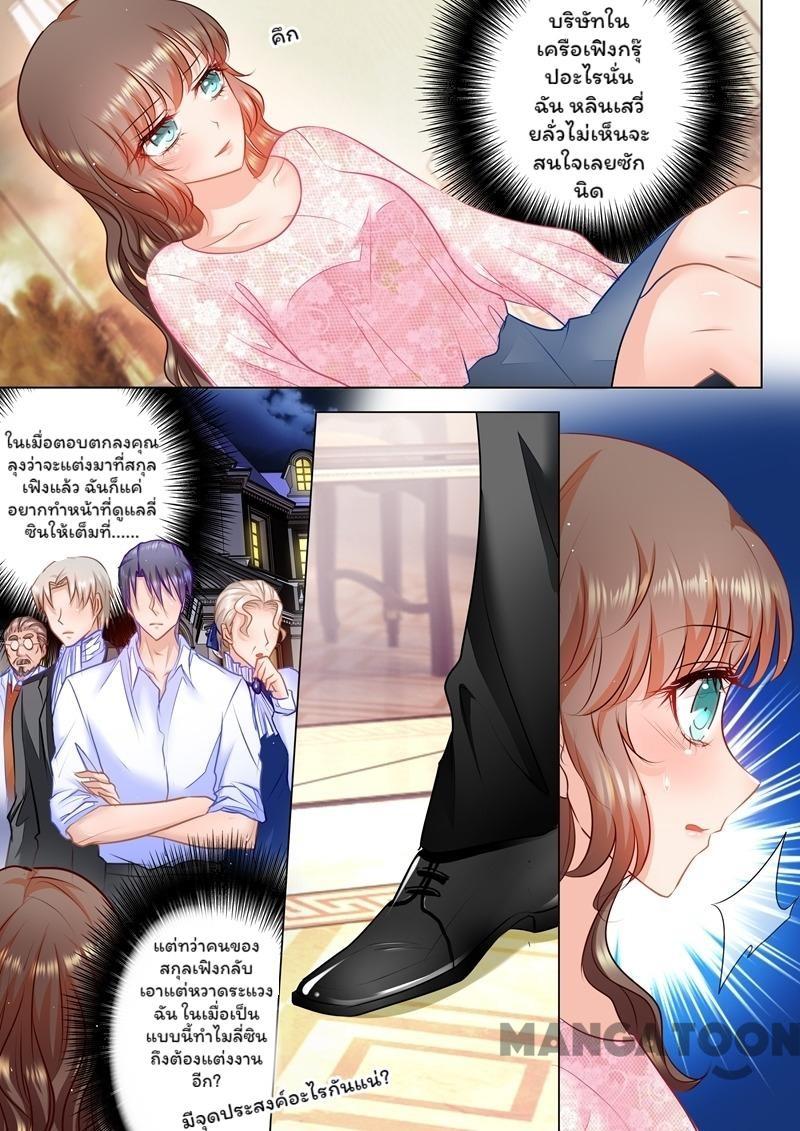 คึก
บริษัทใน
เครือเฟิงกรุ๊
ปอะไรนั่น
ฉัน หลินเสวี่
ยลั่วไม่เห็นจะ
สนใจเลยซัก
นิด
ในเมื่อตอบตกลงคุณ
ลุงว่าจะแต่งมาที่สกุล
เฟิงแล้ว ฉันก็แค่
อยากทำหน้าที่ดูแลลี่
ซินให้เต็มที่......
แต่ทว่าคนของ
สกุลเฟิงกลับ
เอาแต่หวาดระแวง
ฉัน ในเมื่อเป็น
แบบนี้ทำไมลี่ซิน
ถึงต้องแต่งงาน
อีก?
มีจุดประสงค์อะไรกันแน่?
MANGATOON